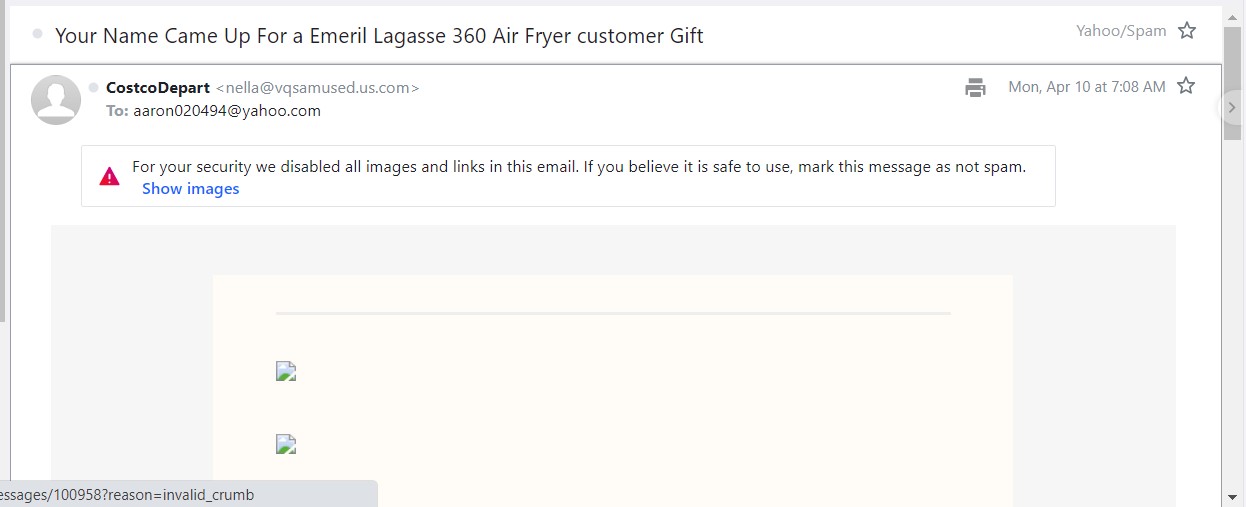 Your Name Came Up For a Emeril Lagasse 360 Air Fryer customer Gift
Yahoo/Spam
CostcoDepart <nella@vqsamused.us.com>
Mon, Apr 10 at 7:08 AM
To: aaron020494@yahoo.com
For your security we disabled all images and links in this email. If you believe it is safe to use, mark this message as not spam.
Show images
essages/100958?reason=invalid_crumb